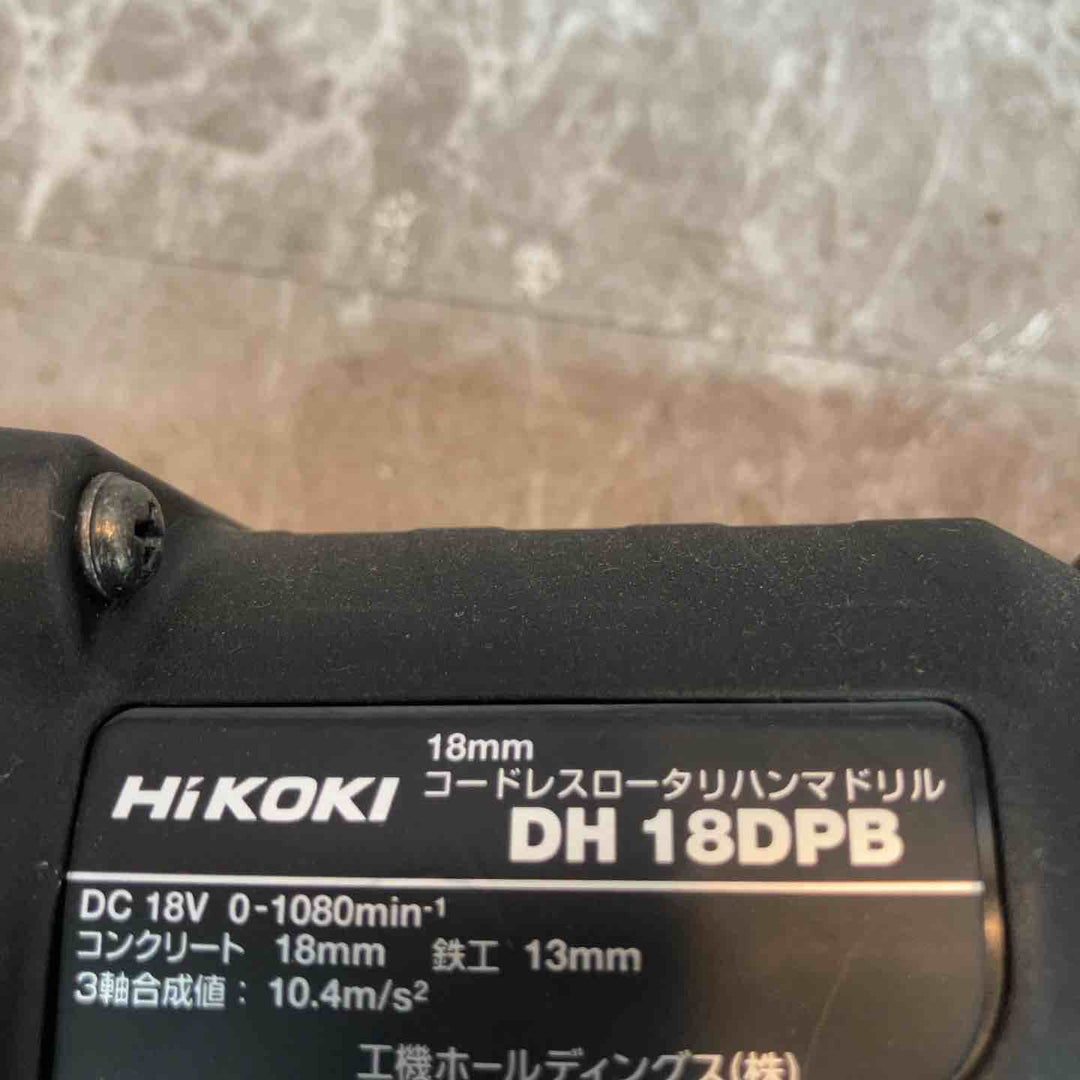 18mm
HiKOKI コードレスロータリハンマドリル
DH 18DPB
DC 18V 0-1080min-1
コンクリート 18mm 鉄工 13mm
3軸合成値: 10.4m/s2
工機ホールディングス(株)